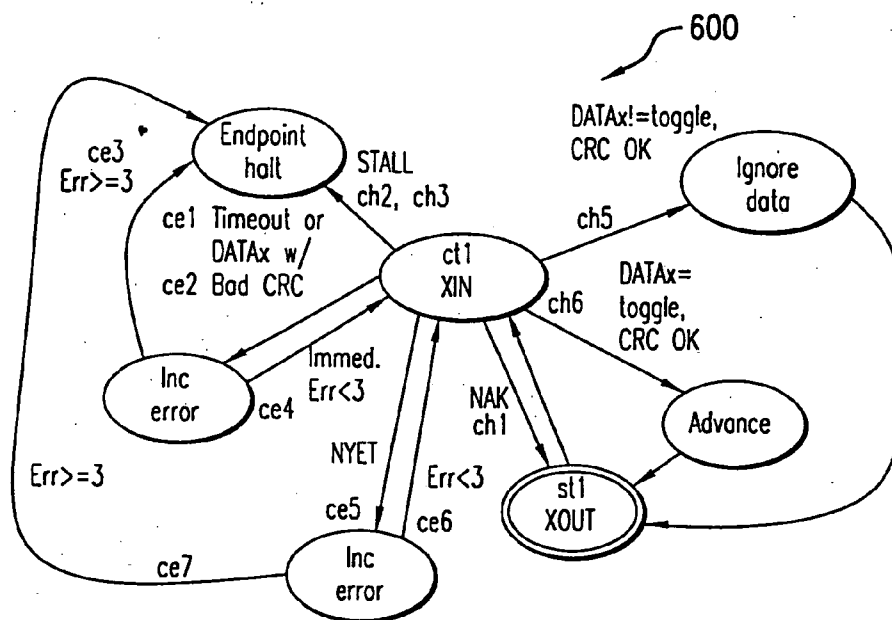 600
Endpoint
halt
ce3
Err>=3
STALL
ch2, ch3
DATAx!=toggle,
CRC OK
Ignore
data
ce1 Timeout or
DATAx w/
ce2 Bad CRC
ct1
XIN
ch5
ch6
DATAx=
toggle,
CRC OK
Inc
error
ce4
Immed.
Err<3
NAK
ch1
Advance
Err>=3
NYET
ce5
Err<3
ce6
st1
XOUT
ce7
Inc
error